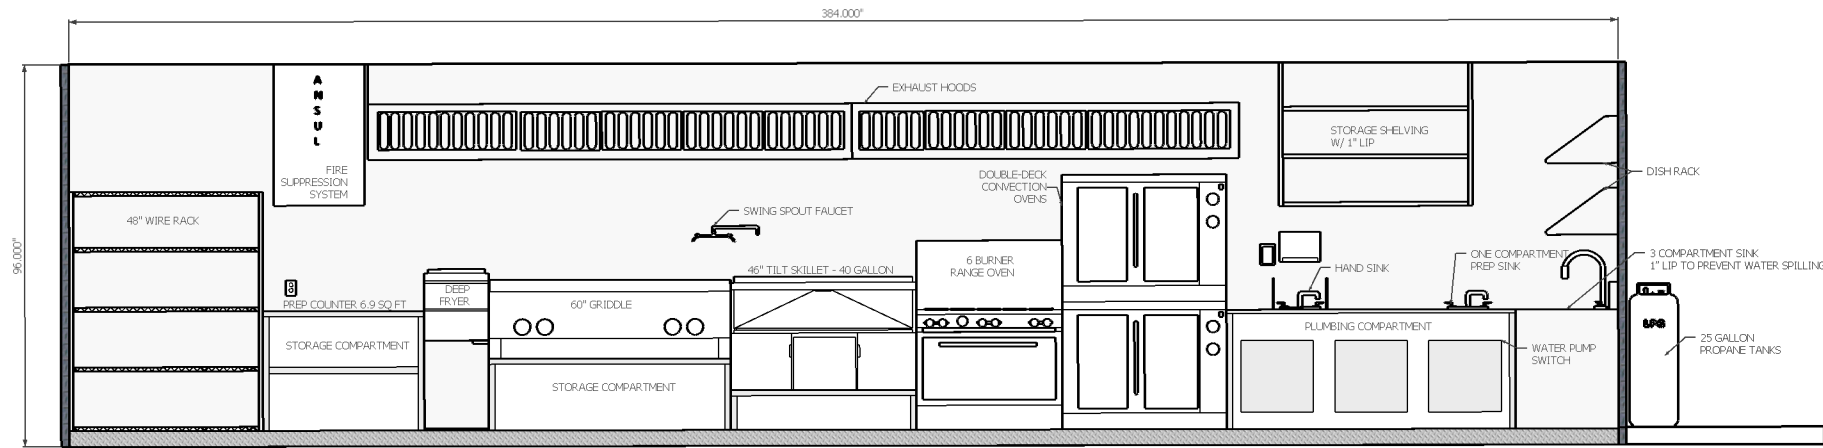 384.000"
96.000"
A
N
S
U
L
FIRE
SUPPRESSION
SYSTEM
EXHAUST HOODS
STORAGE SHELVING
W/ 1" LIP
DOUBLE-DECK
CONVECTION
OVENS
DISH RACK
48" WIRE RACK
SWING SPOUT FAUCET
6 BURNER
RANGE OVEN
HAND SINK
ONE COMPARTMENT
PREP SINK
3 COMPARTMENT SINK
1" LIP TO PREVENT WATER SPILLING
46" TILT SKILLET - 40 GALLON
DEEP
FRYER
PREP COUNTER 6.9 SQ FT
60" GRIDDLE
LPG
PLUMBING COMPARTMENT
25 GALLON
PROPANE TANKS
STORAGE COMPARTMENT
WATER PUMP
SWITCH
STORAGE COMPARTMENT